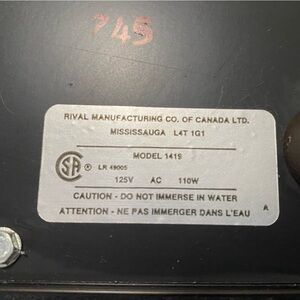 745
RIVAL MANUFACTURING CO. OF CANADA LTD.
MISSISSAUGA L4T 1G1
MODEL 1419
CSA ® LR 49005
125V AC 110W
CAUTION - DO NOT IMMERSE IN WATER
ATTENTION - NE PAS IMMERGER DANS L'EAU
A